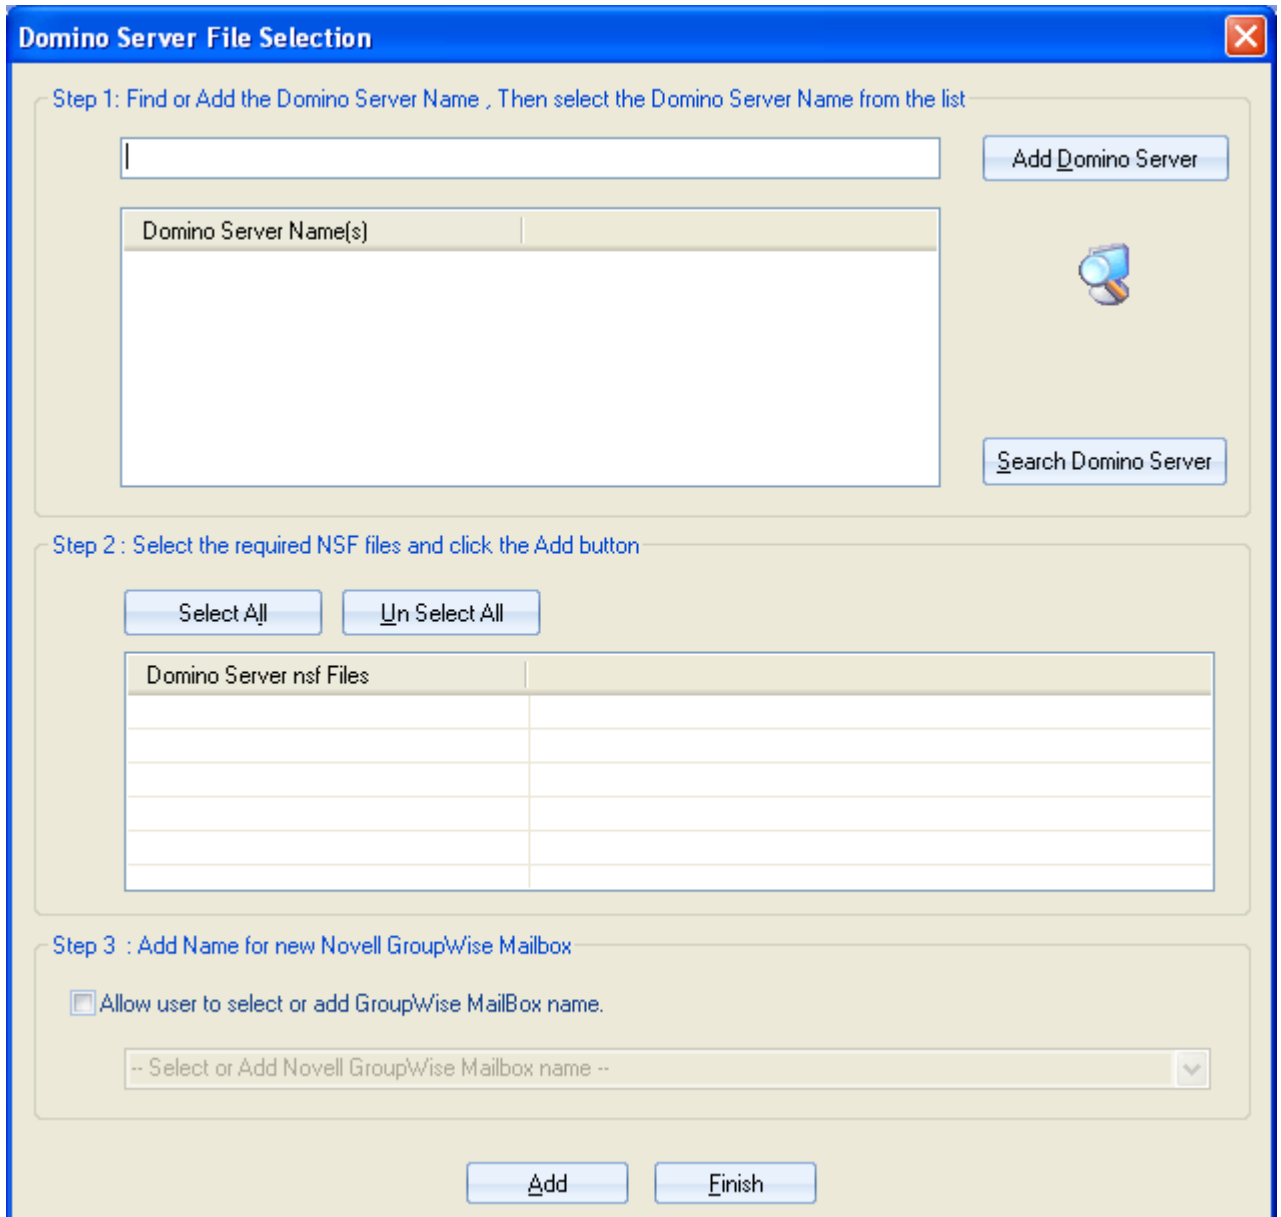 Domino Server File Selection
Step 1: Find or Add the Domino Server Name , Then select the Domino Server Name from the list
Add Domino Server
Domino Server Name(s)
Search Domino Server
Step 2 : Select the required NSF files and click the Add button
Select All
Un Select All
Domino Server nsf Files
Step 3 : Add Name for new Novell GroupWise Mailbox
Allow user to select or add GroupWise MailBox name.
-- Select or Add Novell GroupWise Mailbox name --
Add
Finish